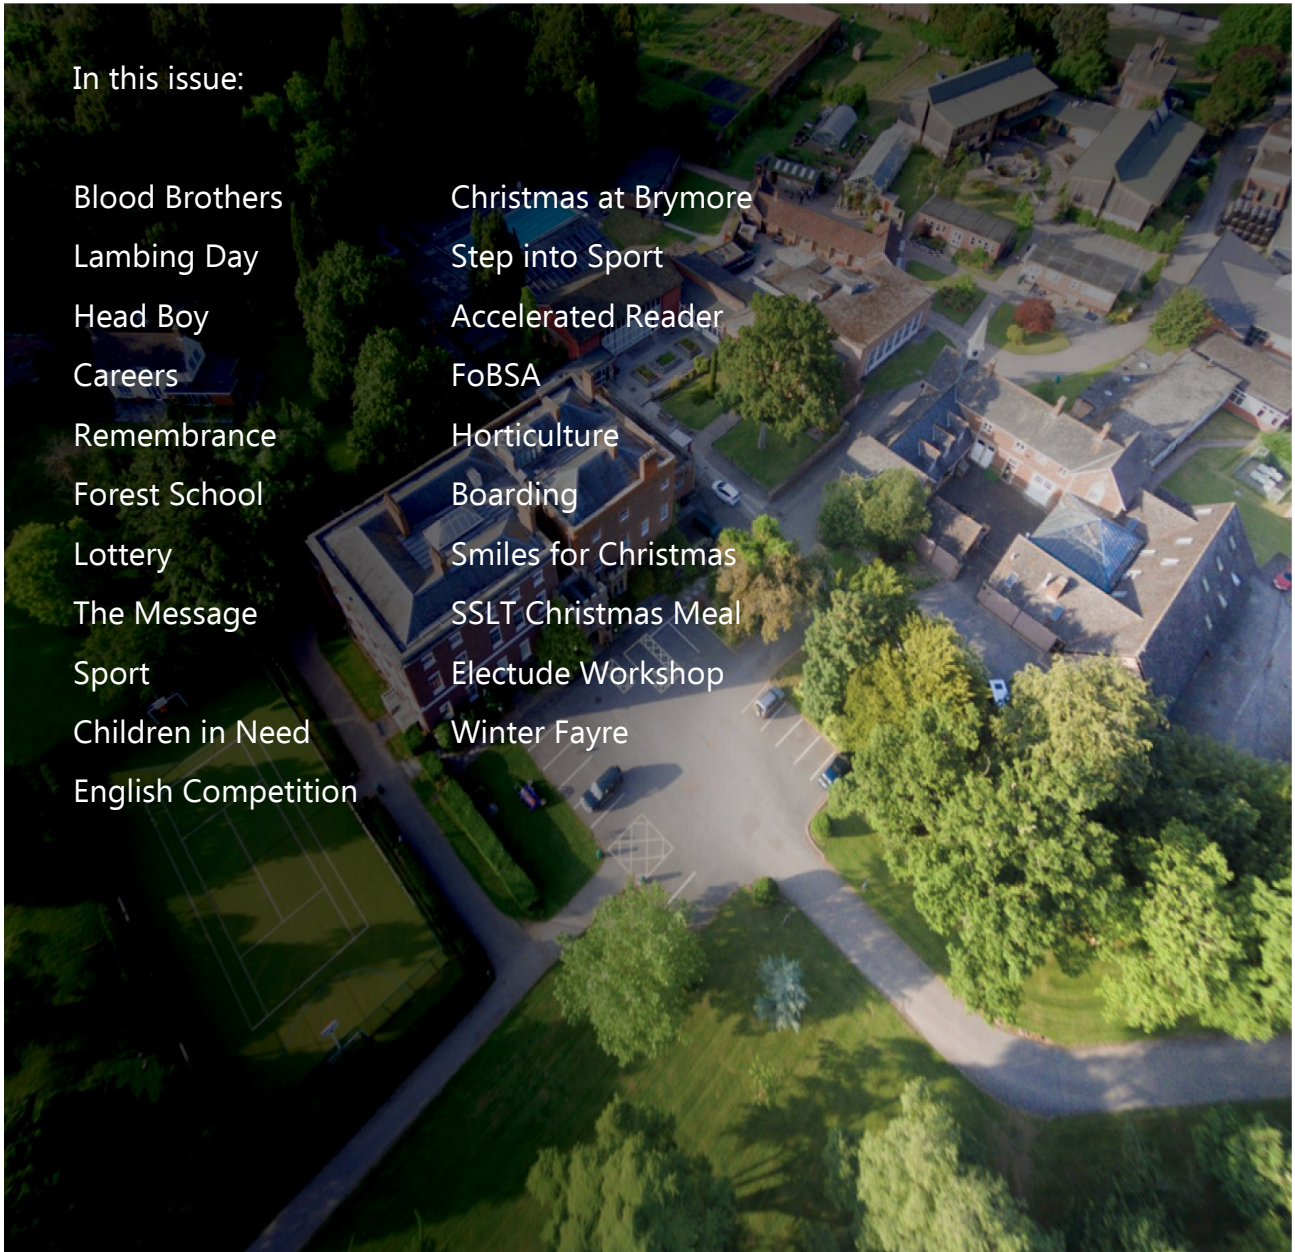 In this issue:
Blood Brothers
Lambing Day
Head Boy
Careers
Remembrance
Forest School
Lottery
The Message
Sport
Children in Need
English Competition
Christmas at Brymore
Step into Sport
Accelerated Reader
FoBSA
Horticulture
Boarding
Smiles for Christmas
SSLT Christmas Meal
Electude Workshop
Winter Fayre